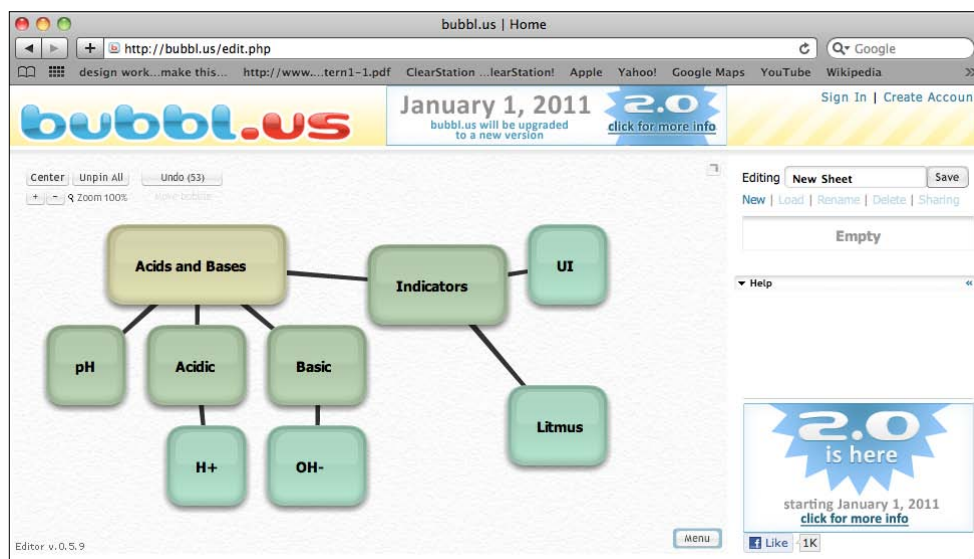 bubbl.us | Home
http://bubbl.us/edit.php
Google
design work...make this... http://www....tern1-1.pdf ClearStation ...learStation! Apple Yahoo! Google Maps YouTube Wikipedia
bubbl.us
January 1, 2011
bubbl.us will be upgraded
to a new version
2.0
click for more info
Sign In | Create Accoun
Center Unpin All Undo (53)
+ - Zoom 100% move bubble
Editing New Sheet Save
New | Load | Rename | Delete | Sharing
Empty
Help
Acids and Bases
Indicators
UI
pH
Acidic
Basic
Litmus
H+
OH-
2.0
is here
starting January 1, 2011
click for more info
Editor v.0.5.9
Menu
Like 1K